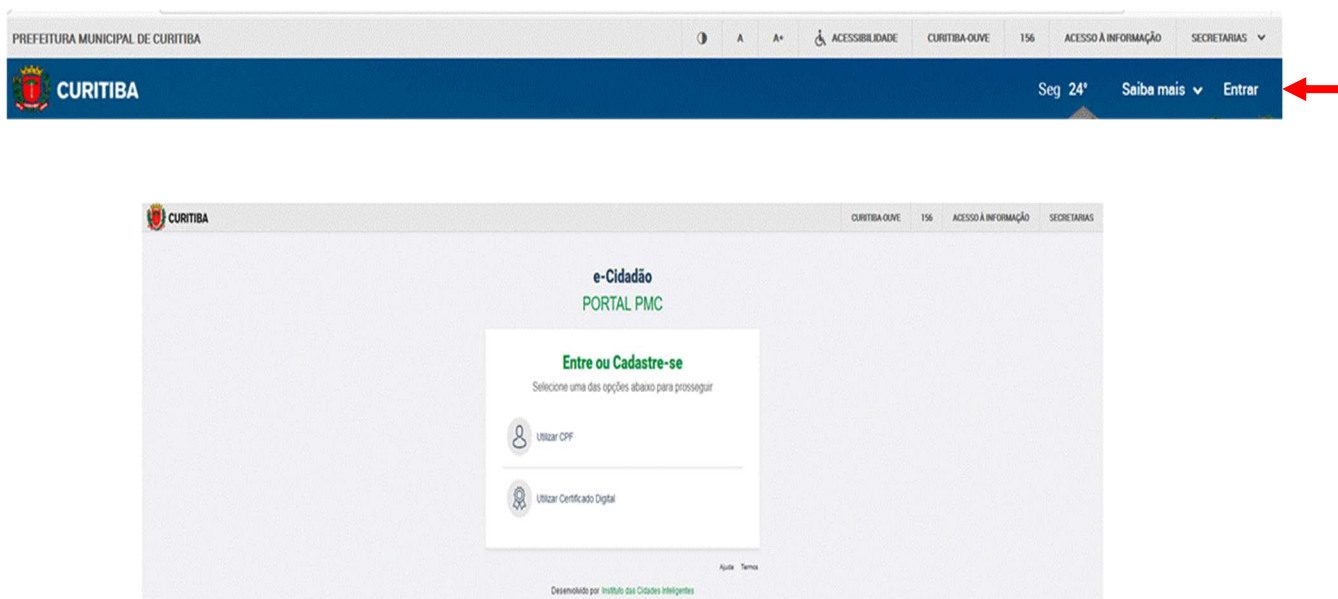 PREFEITURA MUNICIPAL DE CURITIBA A A+ ACESSIBILIDADE CURITIBA-OUVE 156 ACESSO À INFORMAÇÃO SECRETARIAS
CURITIBA Seg 24° Saiba mais Entrar
CURITIBA CURITIBA-OUVE 156 ACESSO À INFORMAÇÃO SECRETARIAS
e-Cidadão
PORTAL PMC
Entre ou Cadastre-se
Selecione uma das opções abaixo para prosseguir
Utilizar CPF
Utilizar Certificado Digital
Ajuda Termos
Desenvolvido por Instituto das Cidades Inteligentes